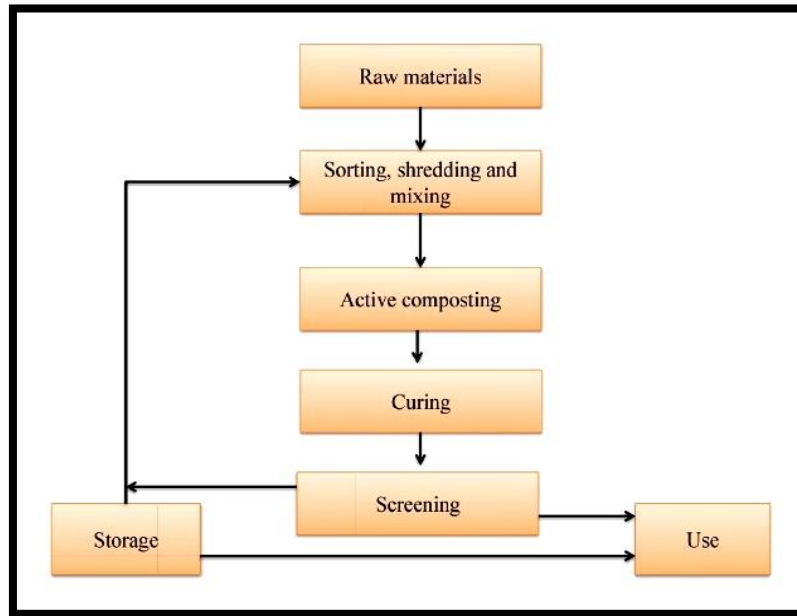 Raw materials
Sorting, shredding and
mixing
Active composting
Curing
Screening
Storage
Use